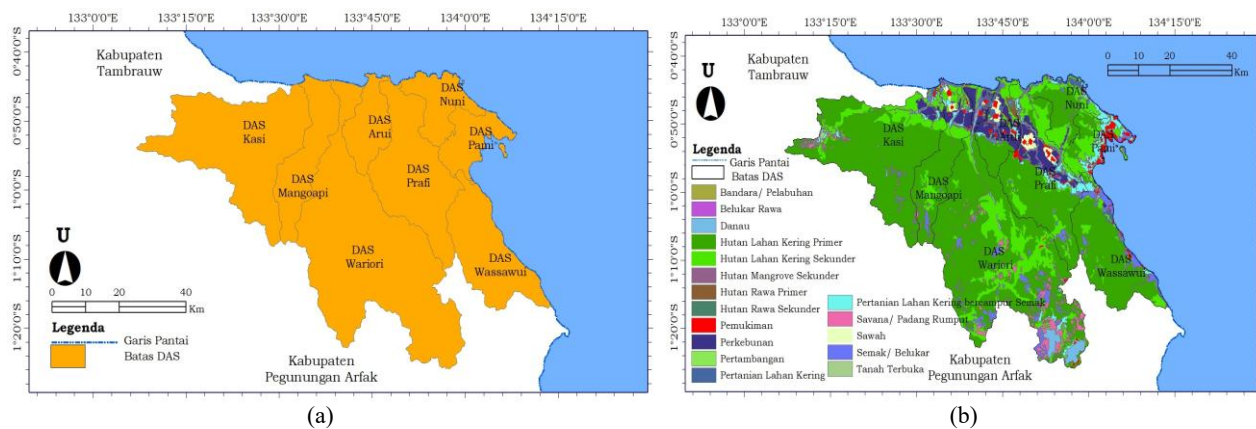 133°0'0"E 133°15'0"E 133°30'0"E 133°45'0"E 134°0'0"E 134°15'0"E
0°40'0"S
0°50'0"S
1°0'0"S
1°10'0"S
1°20'0"S
Kabupaten
Tambrauw
DAS
Nuni
DAS
Kasi
DAS
Arui
DAS
Pami
DAS
Mangoapi
DAS
Prafi
DAS
Wariori
DAS
Wassawui
U
0 10 20 40
Km
Legenda
Garis Pantai
Batas DAS
Kabupaten
Pegunungan Arfak
(a)
133°0'0"E 133°15'0"E 133°30'0"E 133°45'0"E 134°0'0"E 134°15'0"E
0°40'0"S
0°50'0"S
1°0'0"S
1°10'0"S
1°20'0"S
Kabupaten
Tambrauw
0 10 20 40
Km
U
DAS
Nuni
DAS
Kasi
DAS
Pami
DAS
Mangoapi
Prafi
DAS
Wariori
DAS
Wassawui
Legenda
Garis Pantai
Batas DAS
Bandara/ Pelabuhan
Belukar Rawa
Danau
Hutan Lahan Kering Primer
Hutan Lahan Kering Sekunder
Hutan Mangrove Sekunder
Hutan Rawa Primer
Hutan Rawa Sekunder
Pemukiman
Perkebunan
Pertambangan
Pertanian Lahan Kering
Pertanian Lahan Kering bercampur Semak
Savana/ Padang Rumput
Sawah
Semak/ Belukar
Tanah Terbuka
Kabupaten
Pegunungan Arfak
(b)